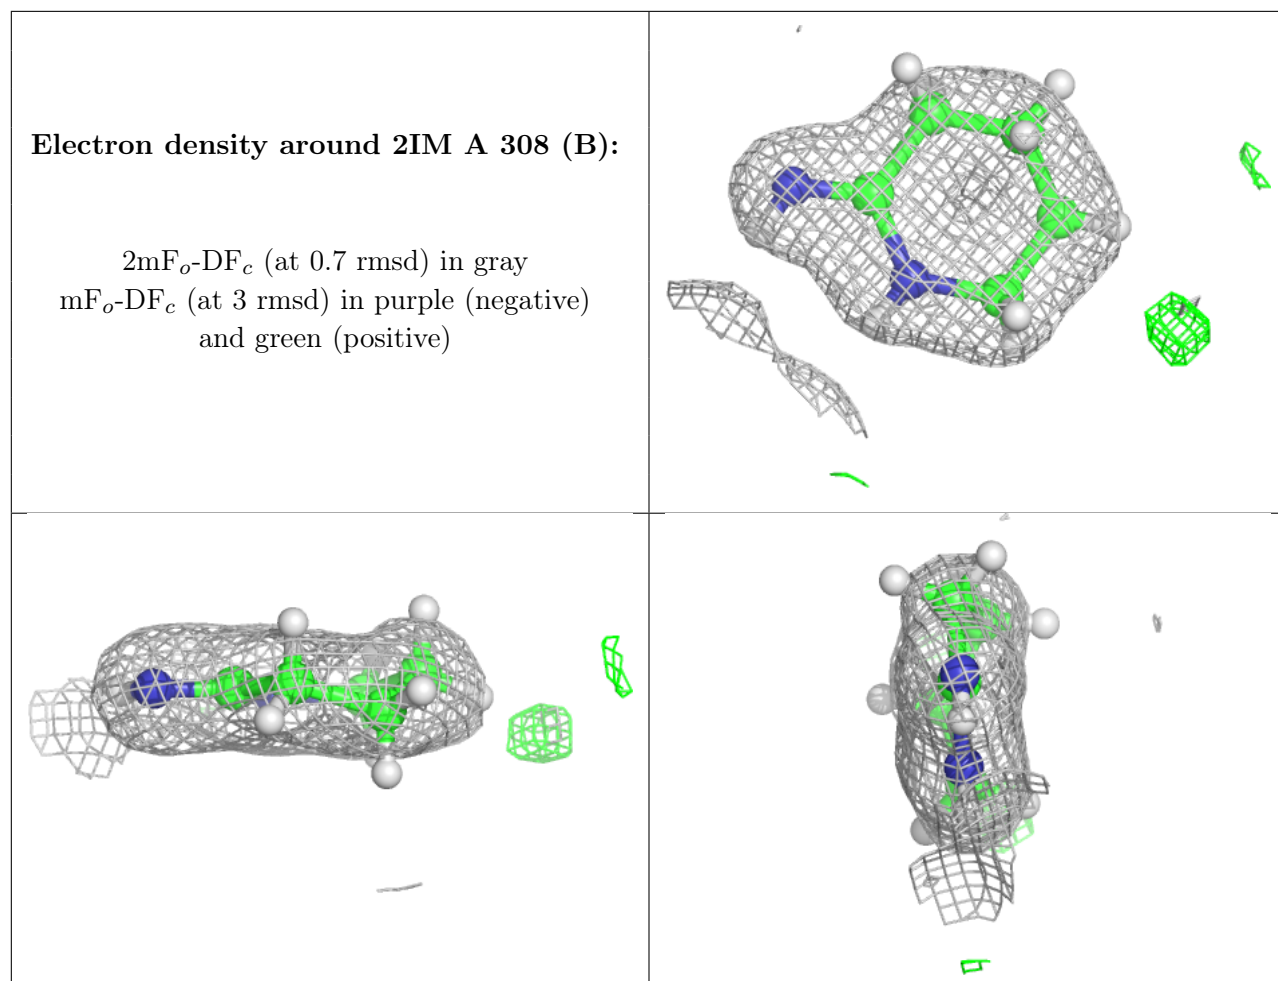 Electron density around 2IM A 308 (B):
2mFₒ-DF𝒸 (at 0.7 rmsd) in gray
mFₒ-DF𝒸 (at 3 rmsd) in purple (negative)
and green (positive)